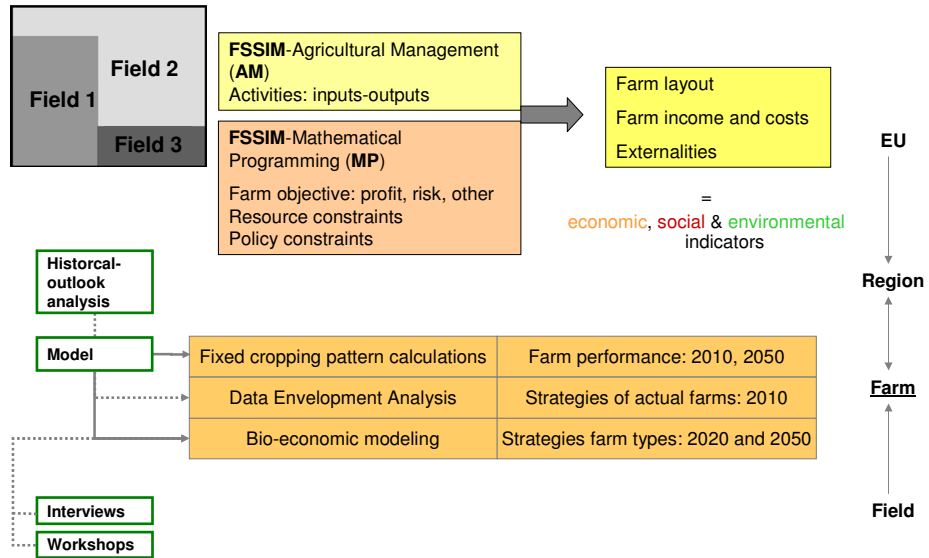 Field 1
Field 2
Field 3
FSSIM-Agricultural Management
(AM)
Activities: inputs-outputs
FSSIM-Mathematical
Programming (MP)
Farm objective: profit, risk, other
Resource constraints
Policy constraints
Farm layout
Farm income and costs
Externalities
=
economic, social & environmental
indicators
EU
Region
Farm
Field
Historcal-
outlook
analysis
Model
Fixed cropping pattern calculations
Farm performance: 2010, 2050
Data Envelopment Analysis
Strategies of actual farms: 2010
Bio-economic modeling
Strategies farm types: 2020 and 2050
Interviews
Workshops